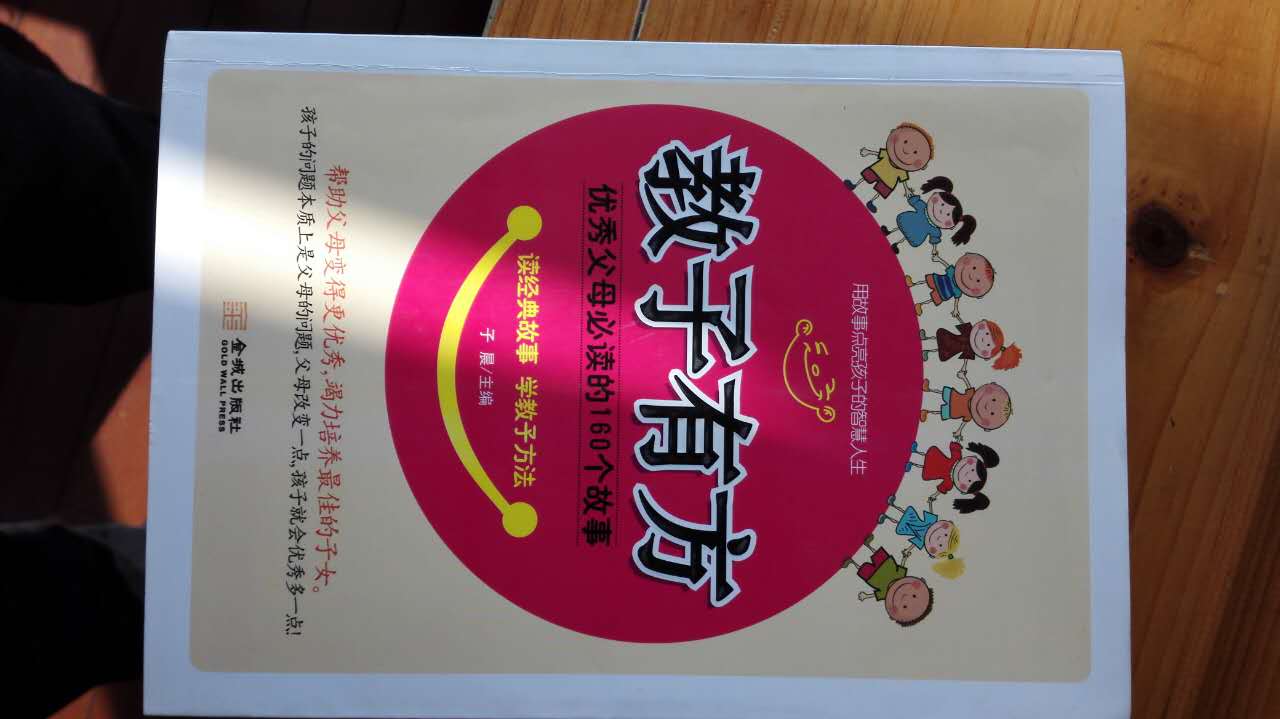 用故事点亮孩子的智慧人生
教子有方
优秀父母必读的160个故事
读经典故事 学教子方法
子晨/主编
帮助父母变得更优秀,竭力培养最佳的子女。
孩子的问题本质上是父母的问题,父母改变一点,孩子就会优秀多一点!
金城出版社
GOLD WALL PRESS